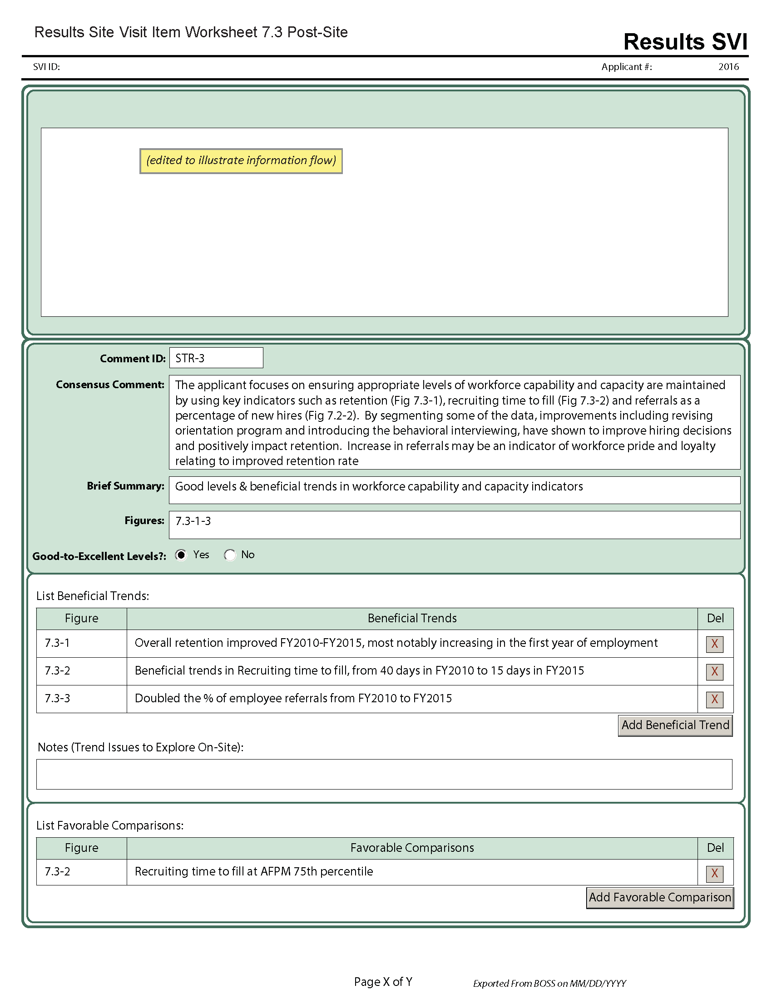 Results Site Visit Item Worksheet 7.3 Post-Site
Results SVI
SVI ID:
Applicant #: 2016
(edited to illustrate information flow)
Comment ID: STR-3
Consensus Comment: The applicant focuses on ensuring appropriate levels of workforce capability and capacity are maintained
by using key indicators such as retention (Fig 7.3-1), recruiting time to fill (Fig 7.3-2) and referrals as a
percentage of new hires (Fig 7.2-2). By segmenting some of the data, improvements including revising
orientation program and introducing the behavioral interviewing, have shown to improve hiring decisions
and positively impact retention. Increase in referrals may be an indicator of workforce pride and loyalty
relating to improved retention rate
Brief Summary: Good levels & beneficial trends in workforce capability and capacity indicators
Figures: 7.3-1-3
Good-to-Excellent Levels?: Yes No
List Beneficial Trends:
Figure Beneficial Trends Del
7.3-1 Overall retention improved FY2010-FY2015, most notably increasing in the first year of employment X
7.3-2 Beneficial trends in Recruiting time to fill, from 40 days in FY2010 to 15 days in FY2015 X
7.3-3 Doubled the % of employee referrals from FY2010 to FY2015 X
Add Beneficial Trend
Notes (Trend Issues to Explore On-Site):
List Favorable Comparisons:
Figure Favorable Comparisons Del
7.3-2 Recruiting time to fill at AFPM 75th percentile X
Add Favorable Comparison
Page X of Y
Exported From BOSS on MM/DD/YYYY